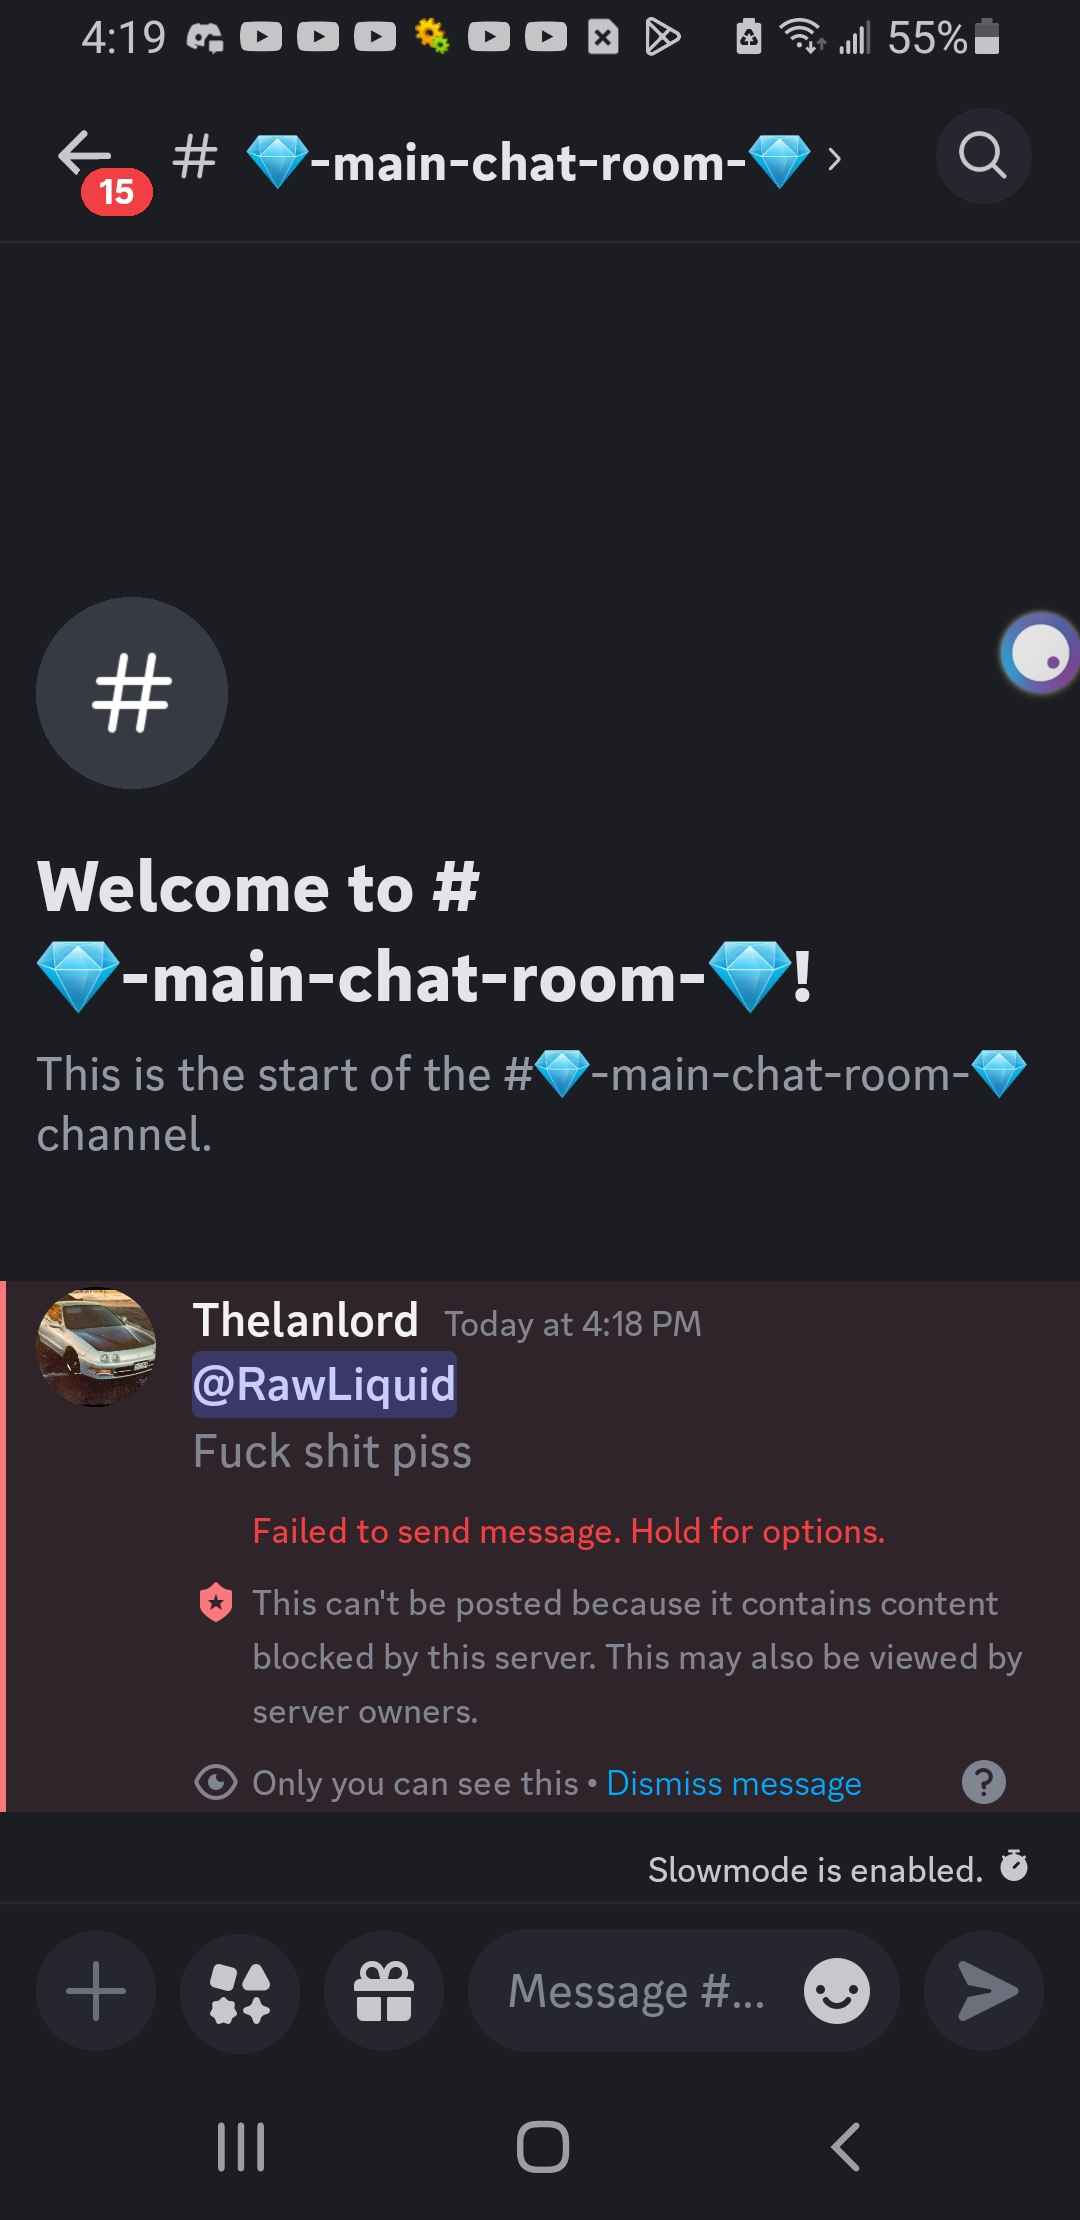 4:19 55%
15 # 💎-main-chat-room-💎 ›
Welcome to #
💎-main-chat-room-💎!
This is the start of the #💎-main-chat-room-💎
channel.
Thelanlord Today at 4:18 PM
@RawLiquid
Fuck shit piss
Failed to send message. Hold for options.
This can't be posted because it contains content
blocked by this server. This may also be viewed by
server owners.
Only you can see this • Dismiss message ?
Slowmode is enabled.
Message #...